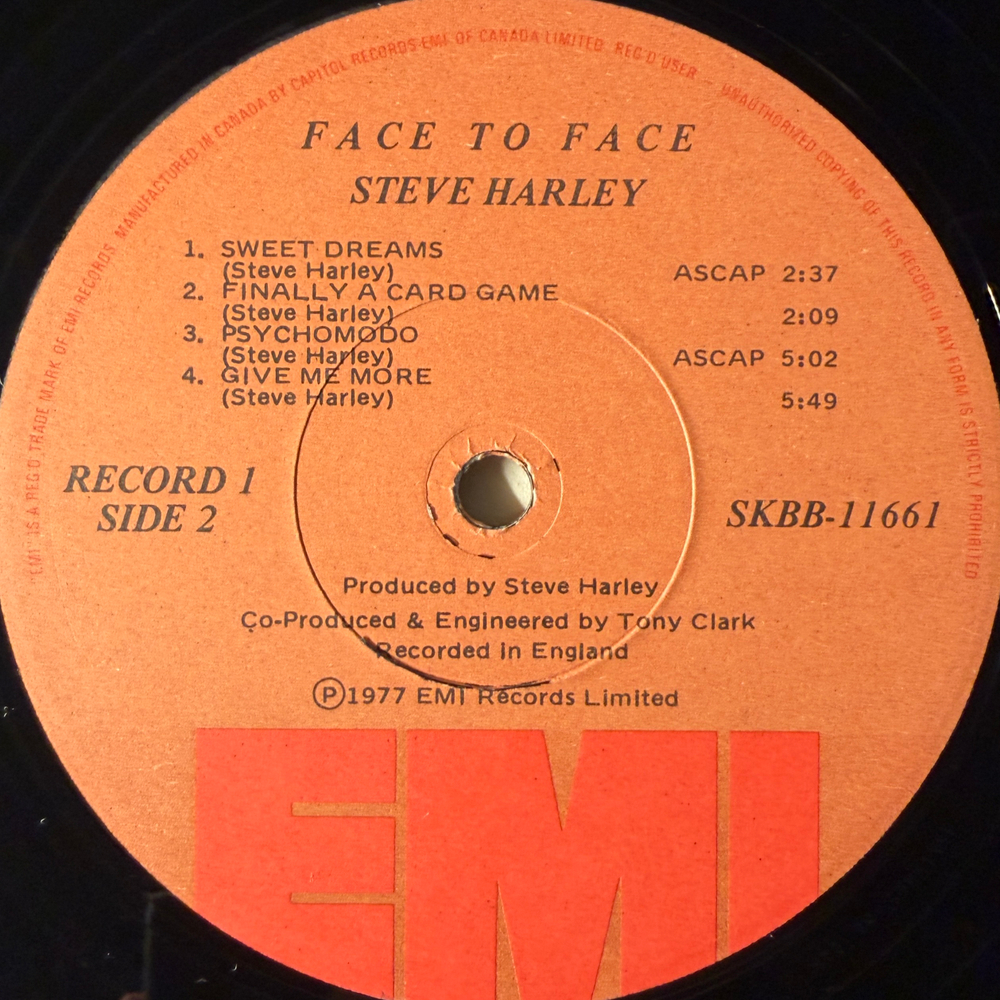 "EMI" IS A REG'D TRADE MARK OF EMI RECORDS. MANUFACTURED IN CANADA BY CAPITOL RECORDS-EMI OF CANADA LIMITED REG'D USER — UNAUTHORIZED COPYING OF THIS RECORD IN ANY FORM IS STRICTLY PROHIBITED
FACE TO FACE
STEVE HARLEY
1. SWEET DREAMS
(Steve Harley) ASCAP 2:37
2. FINALLY A CARD GAME
(Steve Harley) 2:09
3. PSYCHOMODO
(Steve Harley) ASCAP 5:02
4. GIVE ME MORE
(Steve Harley) 5:49
RECORD 1
SIDE 2
SKBB-11661
Produced by Steve Harley
Co-Produced & Engineered by Tony Clark
Recorded in England
Ⓟ1977 EMI Records Limited
EMI